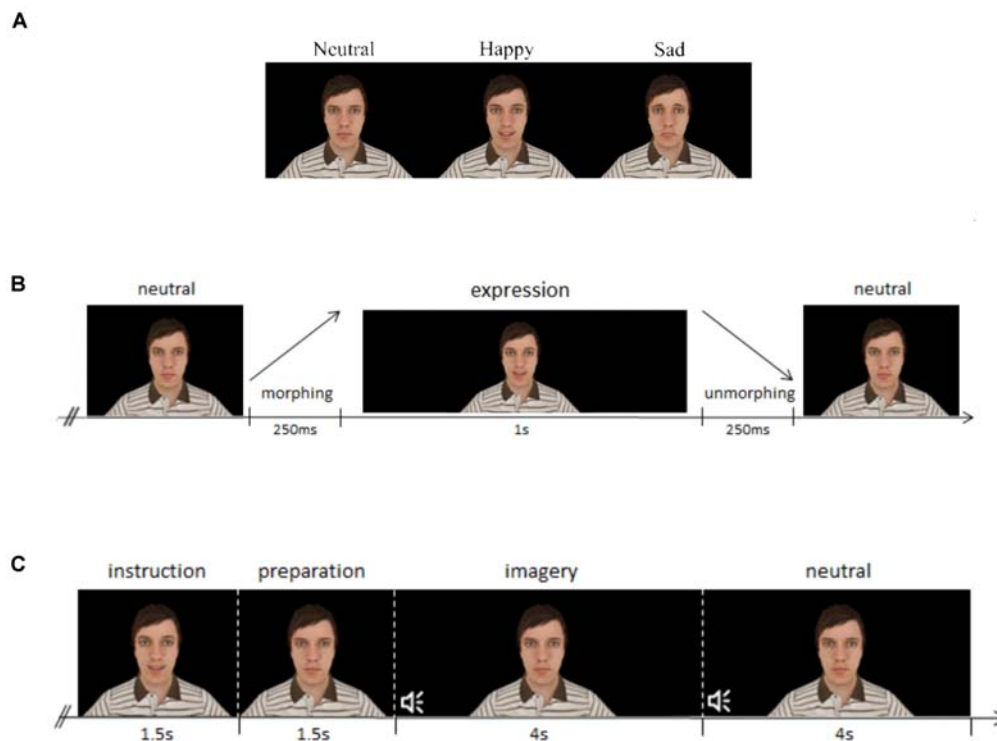 A
Neutral Happy Sad
B
neutral expression neutral
morphing unmorphing
250ms 1s 250ms
C
instruction preparation imagery neutral
1.5s 1.5s 4s 4s